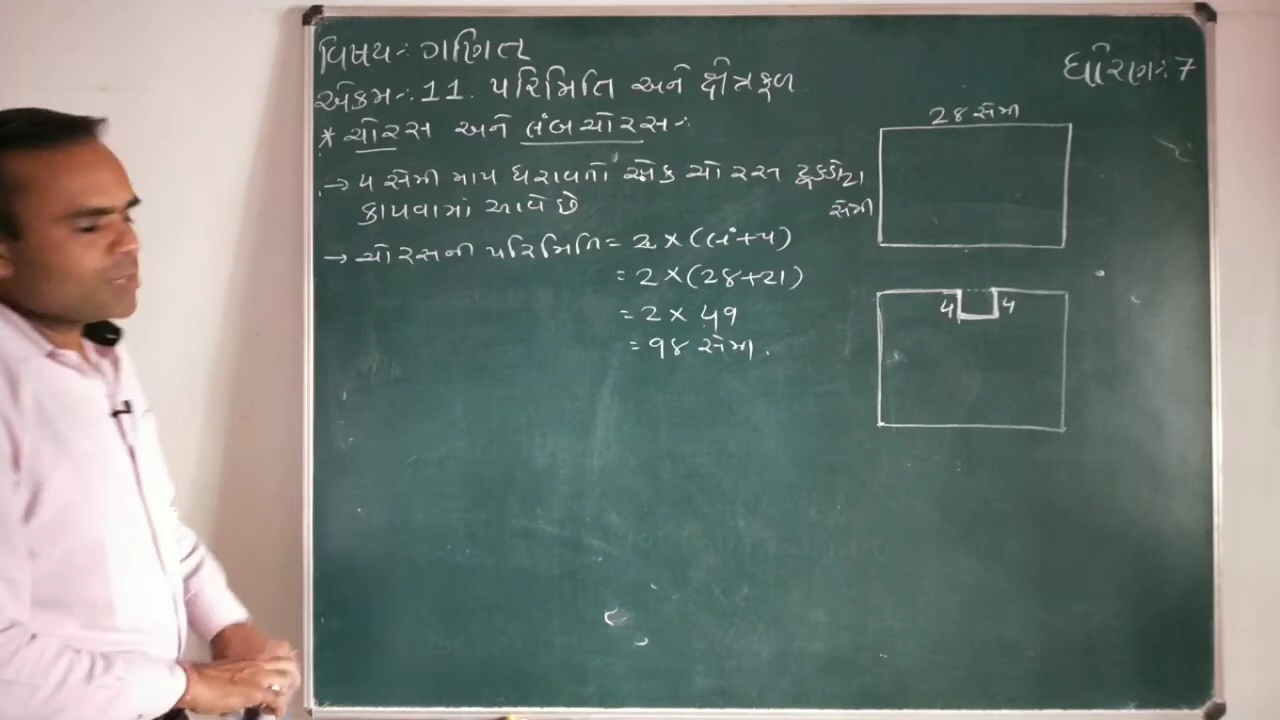 વિષય:- ગણિત
ધોરણ:- 7
એકમ:- 11. પરિમિતિ અને ક્ષેત્રફળ
* ચોરસ અને લંબચોરસ:-
28 સેમી
→ 4 સેમી માપ ધરાવતો એક ચોરસ ટૂકડો
કાપવામાં આવે છે
સેમી
→ ચોરસની પરિમિતિ = 2 × (લં+પ)
= 2 × (28+21)
= 2 × 49
= 98 સેમી.
4 4